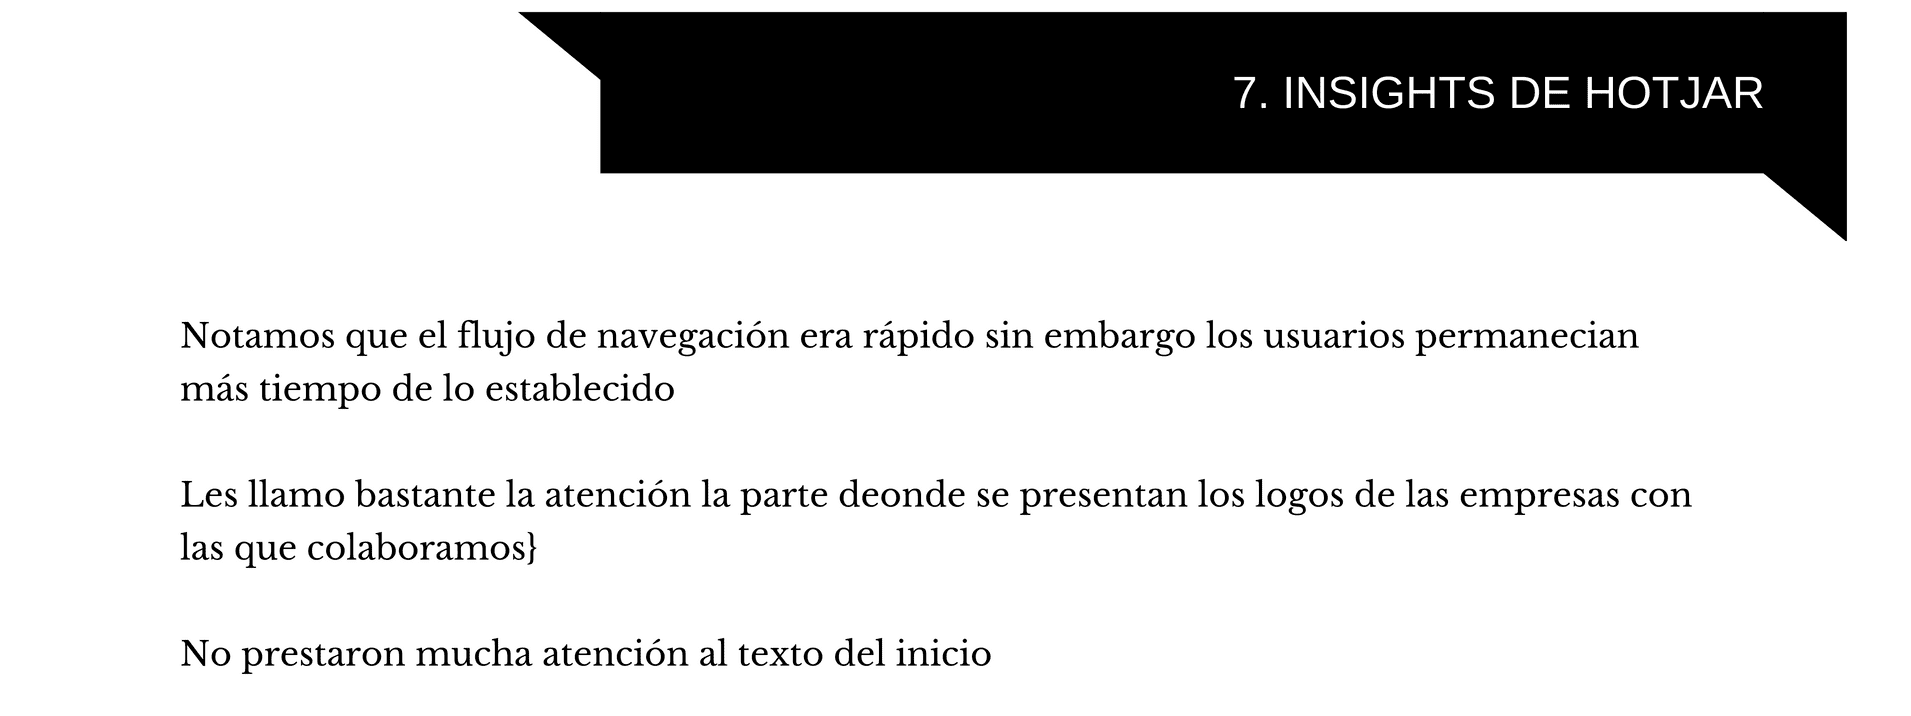 7. INSIGHTS DE HOTJAR
Notamos que el flujo de navegación era rápido sin embargo los usuarios permanecian
más tiempo de lo establecido
Les llamo bastante la atención la parte deonde se presentan los logos de las empresas con
las que colaboramos}
No prestaron mucha atención al texto del inicio